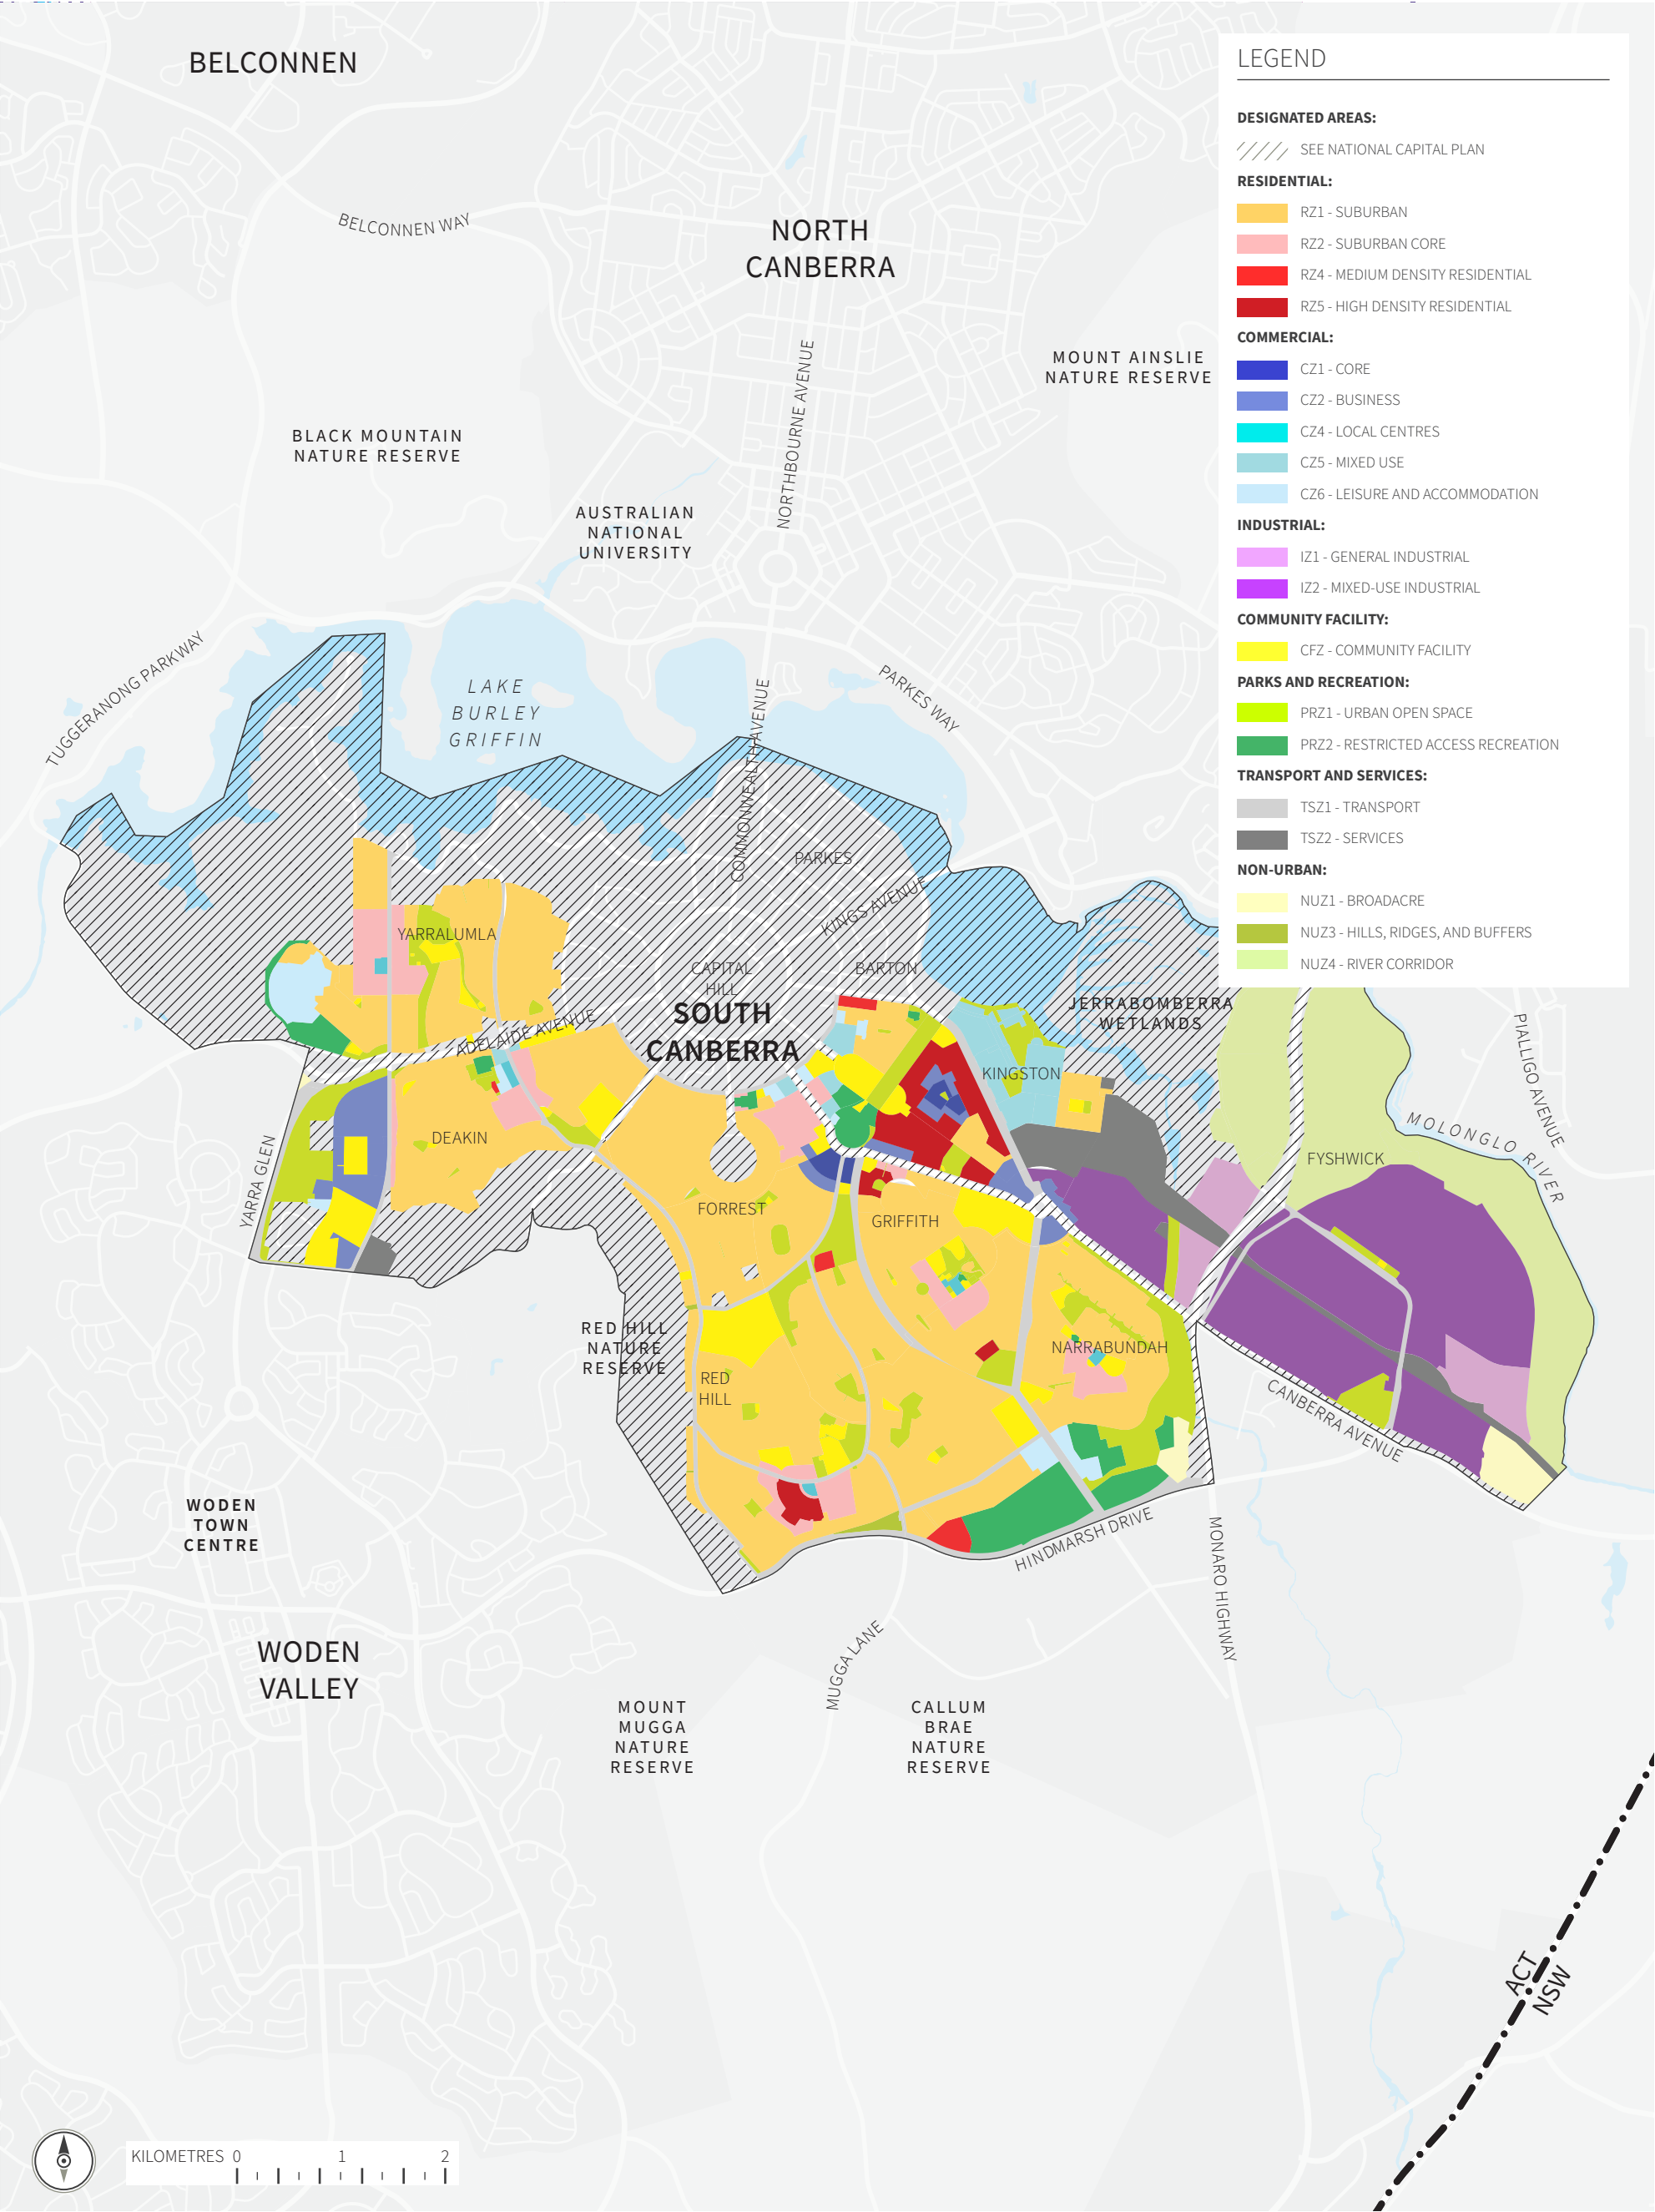 BELCONNEN
BELCONNEN WAY
NORTH
CANBERRA
MOUNT AINSLIE
NATURE RESERVE
BLACK MOUNTAIN
NATURE RESERVE
NORTHBOURNE AVENUE
AUSTRALIAN
NATIONAL
UNIVERSITY
LEGEND
DESIGNATED AREAS:
SEE NATIONAL CAPITAL PLAN
RESIDENTIAL:
RZ1 - SUBURBAN
RZ2 - SUBURBAN CORE
RZ4 - MEDIUM DENSITY RESIDENTIAL
RZ5 - HIGH DENSITY RESIDENTIAL
COMMERCIAL:
CZ1 - CORE
CZ2 - BUSINESS
CZ4 - LOCAL CENTRES
CZ5 - MIXED USE
CZ6 - LEISURE AND ACCOMMODATION
INDUSTRIAL:
IZ1 - GENERAL INDUSTRIAL
IZ2 - MIXED-USE INDUSTRIAL
COMMUNITY FACILITY:
CFZ - COMMUNITY FACILITY
PARKS AND RECREATION:
PRZ1 - URBAN OPEN SPACE
PRZ2 - RESTRICTED ACCESS RECREATION
TRANSPORT AND SERVICES:
TSZ1 - TRANSPORT
TSZ2 - SERVICES
NON-URBAN:
NUZ1 - BROADACRE
NUZ3 - HILLS, RIDGES, AND BUFFERS
NUZ4 - RIVER CORRIDOR
TUGGERANONG PARKWAY
LAKE
BURLEY
GRIFFIN
COMMONWEALTH AVENUE
PARKES WAY
PARKES
KINGS AVENUE
YARRALUMLA
CAPITAL
HILL
BARTON
SOUTH
CANBERRA
JERRABOMBERRA
WETLANDS
ADELAIDE AVENUE
KINGSTON
PIALLIGO AVENUE
MOLONGLO RIVER
DEAKIN
YARRA GLEN
FYSHWICK
FORREST
GRIFFITH
RED HILL
NATURE
RESERVE
NARRABUNDAH
RED
HILL
CANBERRA AVENUE
WODEN
TOWN
CENTRE
HINDMARSH DRIVE
MONARO HIGHWAY
WODEN
VALLEY
MUGGA LANE
MOUNT
MUGGA
NATURE
RESERVE
CALLUM
BRAE
NATURE
RESERVE
ACT
NSW
KILOMETRES 0 1 2